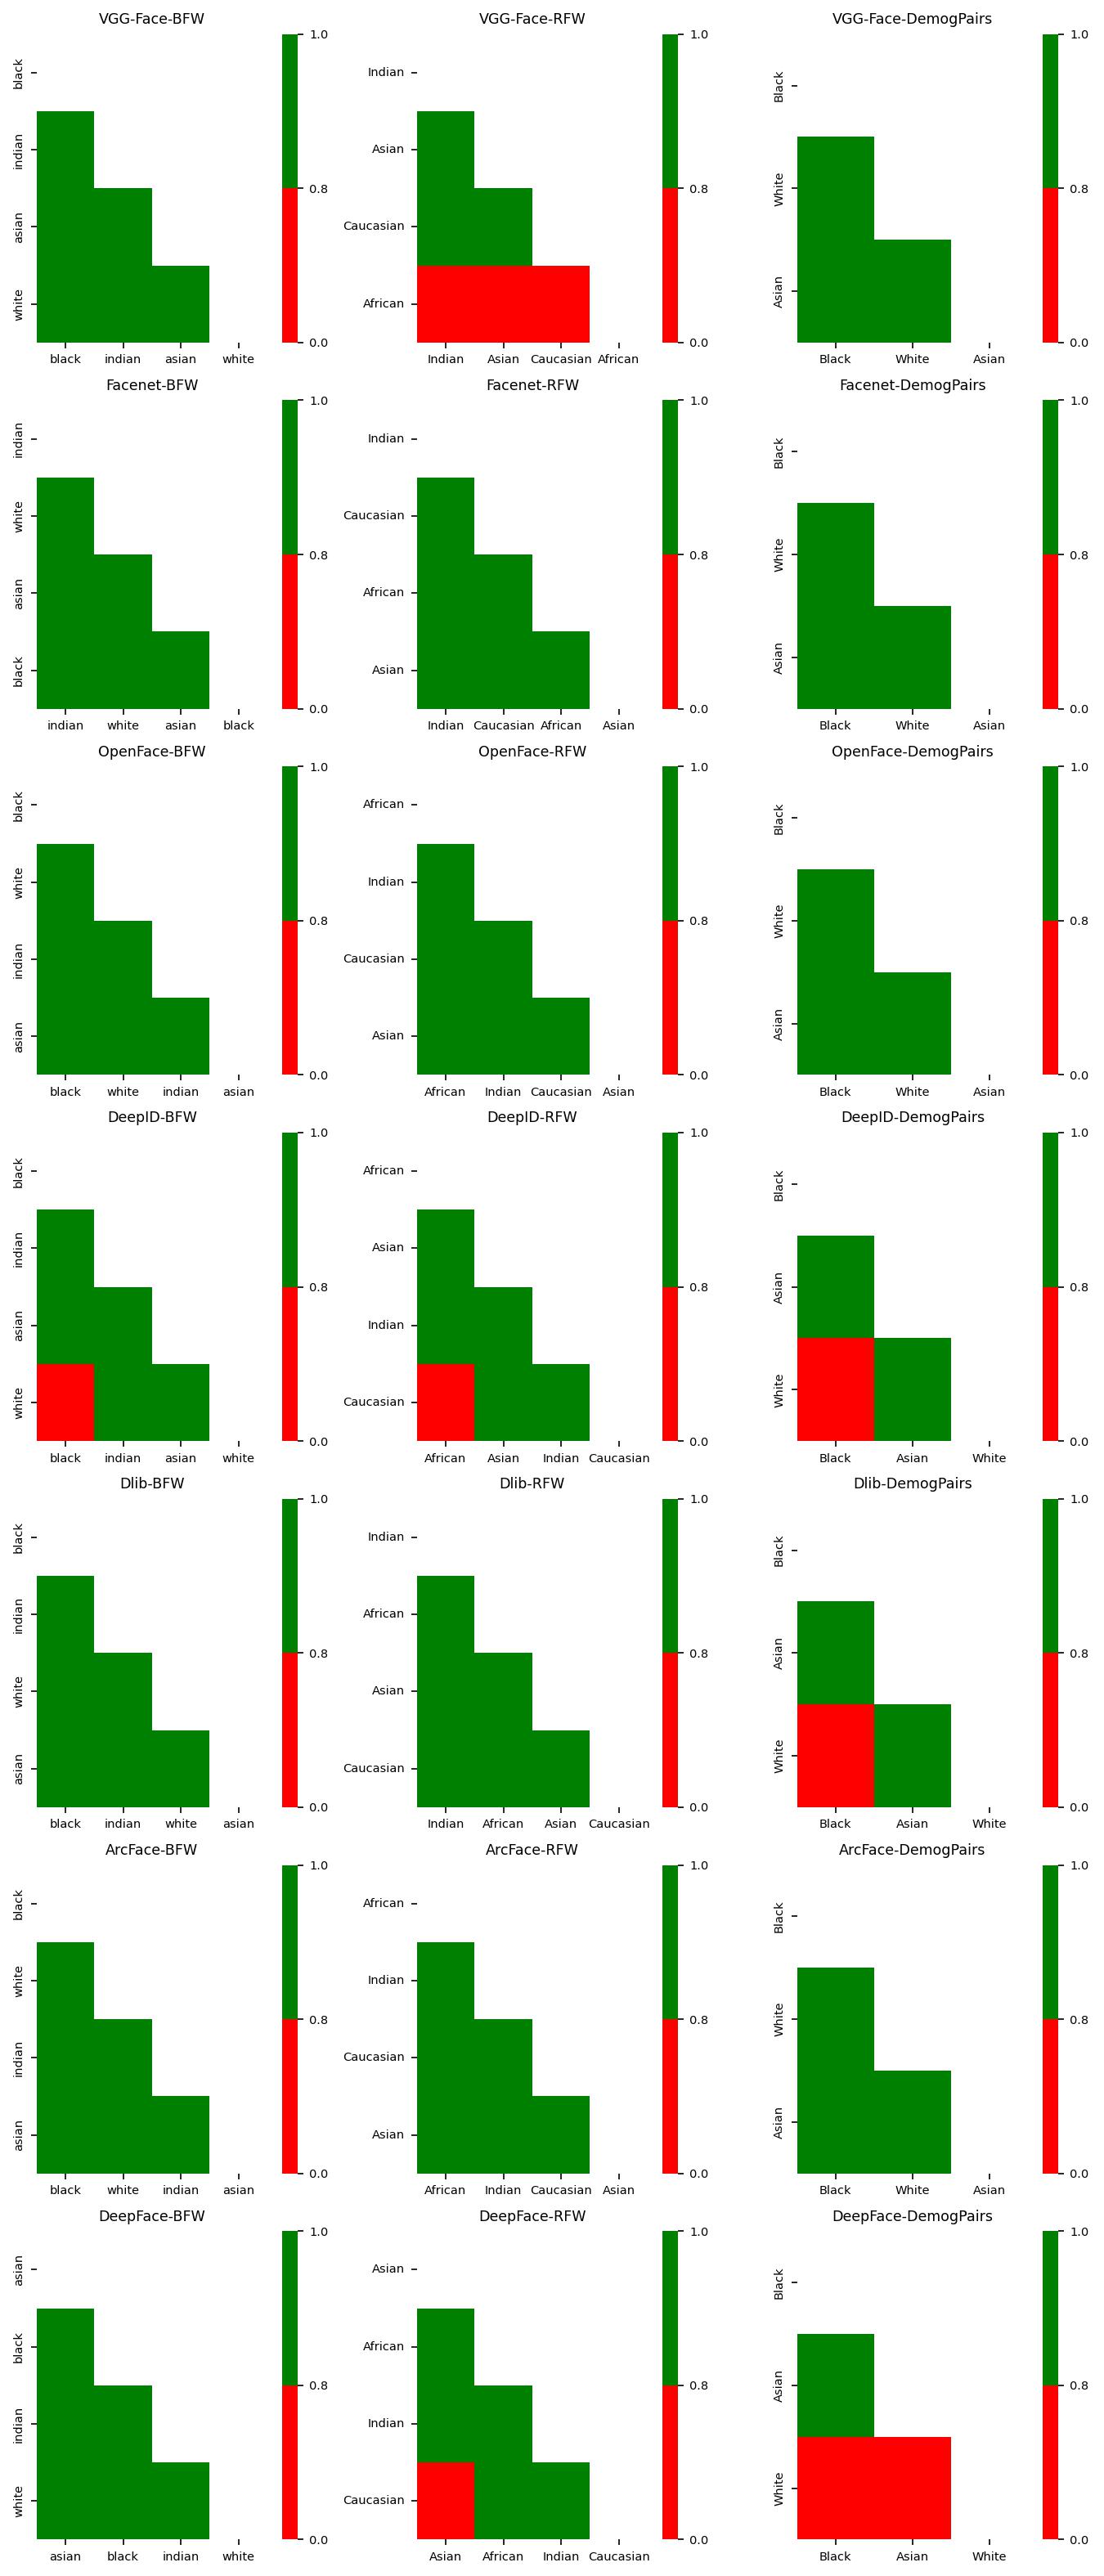 VGG-Face-BFW
VGG-Face-RFW
VGG-Face-DemogPairs
black
indian
asian
white
1.0
0.8
0.0
black indian asian white
Indian
Asian
Caucasian
African
1.0
0.8
0.0
Indian Asian Caucasian African
Black
White
Asian
1.0
0.8
0.0
Black White Asian
Facenet-BFW
Facenet-RFW
Facenet-DemogPairs
indian
white
asian
black
1.0
0.8
0.0
indian white asian black
Indian
Caucasian
African
Asian
1.0
0.8
0.0
Indian Caucasian African Asian
Black
White
Asian
1.0
0.8
0.0
Black White Asian
OpenFace-BFW
OpenFace-RFW
OpenFace-DemogPairs
black
white
indian
asian
1.0
0.8
0.0
black white indian asian
African
Indian
Caucasian
Asian
1.0
0.8
0.0
African Indian Caucasian Asian
Black
White
Asian
1.0
0.8
0.0
Black White Asian
DeepID-BFW
DeepID-RFW
DeepID-DemogPairs
black
indian
asian
white
1.0
0.8
0.0
black indian asian white
African
Asian
Indian
Caucasian
1.0
0.8
0.0
African Asian Indian Caucasian
Black
Asian
White
1.0
0.8
0.0
Black Asian White
Dlib-BFW
Dlib-RFW
Dlib-DemogPairs
black
indian
white
asian
1.0
0.8
0.0
black indian white asian
Indian
African
Asian
Caucasian
1.0
0.8
0.0
Indian African Asian Caucasian
Black
Asian
White
1.0
0.8
0.0
Black Asian White
ArcFace-BFW
ArcFace-RFW
ArcFace-DemogPairs
black
white
indian
asian
1.0
0.8
0.0
black white indian asian
African
Indian
Caucasian
Asian
1.0
0.8
0.0
African Indian Caucasian Asian
Black
White
Asian
1.0
0.8
0.0
Black White Asian
DeepFace-BFW
DeepFace-RFW
DeepFace-DemogPairs
asian
black
indian
white
1.0
0.8
0.0
asian black indian white
Asian
African
Indian
Caucasian
1.0
0.8
0.0
Asian African Indian Caucasian
Black
Asian
White
1.0
0.8
0.0
Black Asian White